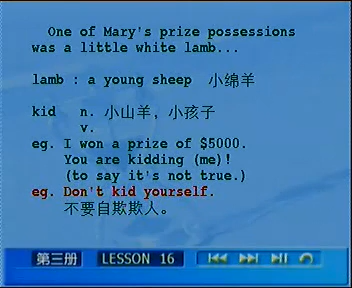 One of Mary's prize possessions
was a little white lamb...
lamb : a young sheep 小绵羊
kid n. 小山羊，小孩子
v.
eg. I won a prize of $5000.
You are kidding (me)!
(to say it's not true.)
eg. Don't kid yourself.
不要自欺欺人。
第三册 LESSON 16